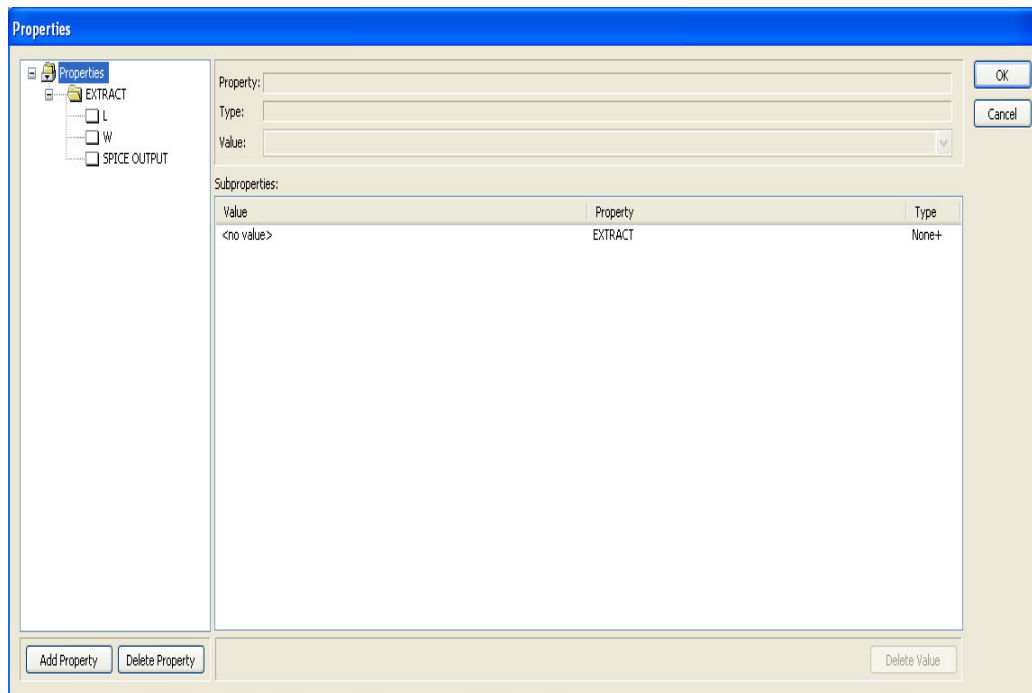 Properties
Properties
EXTRACT
L
W
SPICE OUTPUT
Property:
Type:
Value:
OK
Cancel
Subproperties:
Value Property Type
<no value> EXTRACT None+
Add Property Delete Property Delete Value